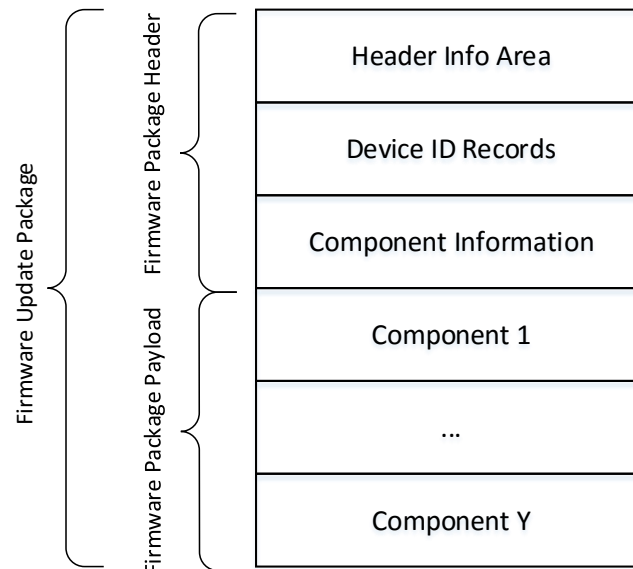 Firmware Update Package
Firmware Package Header
Firmware Package Payload
Header Info Area
Device ID Records
Component Information
Component 1
...
Component Y